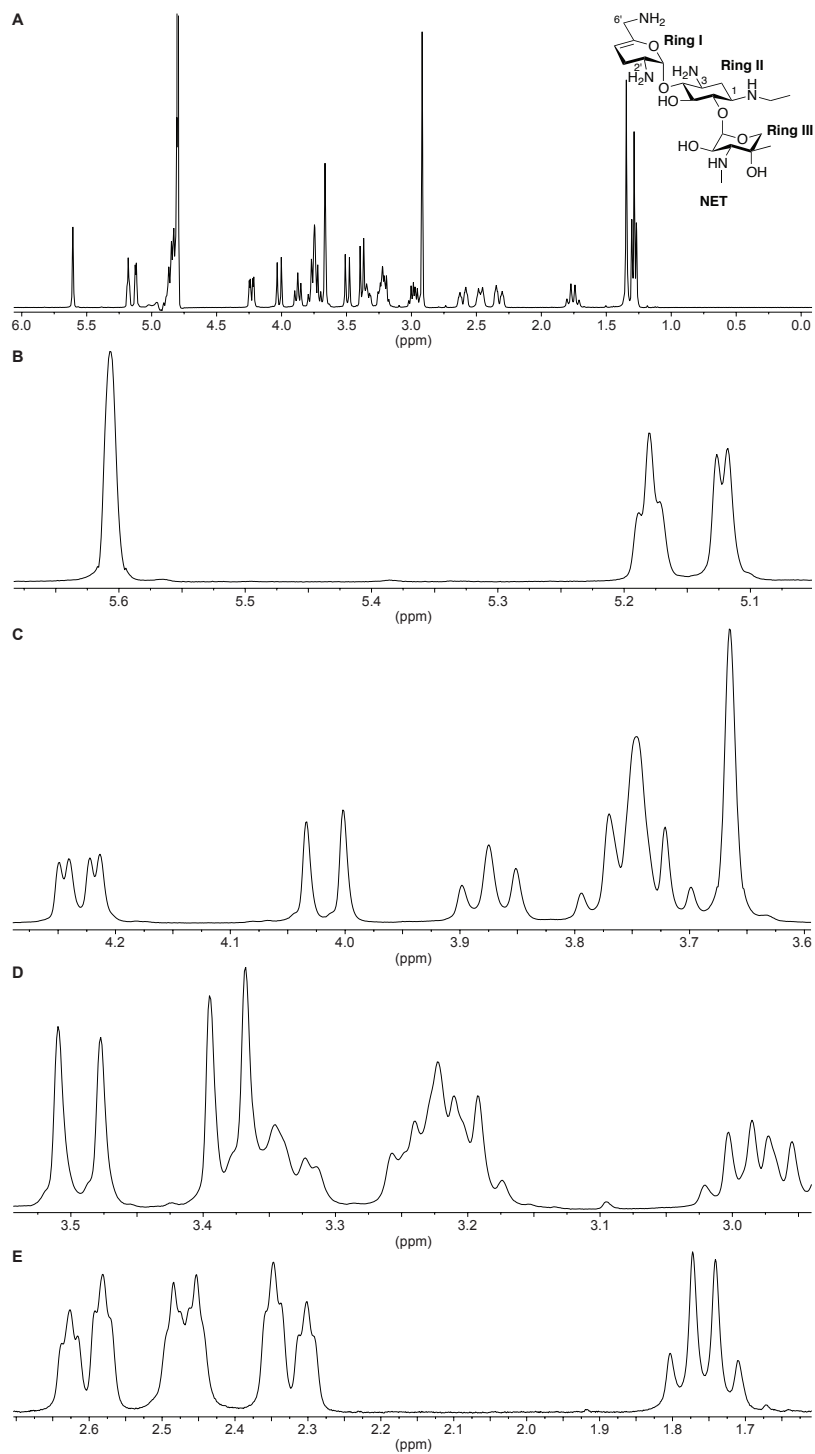 A
6'
NH2
O
Ring I
2'
H2N
H2N
3
Ring II
H
N
1
O
HO
O
O
Ring III
HO
HN
OH
NET
6.0 5.5 5.0 4.5 4.0 3.5 3.0 2.5 2.0 1.5 1.0 0.5 0.0
(ppm)
B
5.6 5.5 5.4 5.3 5.2 5.1
(ppm)
C
4.2 4.1 4.0 3.9 3.8 3.7 3.6
(ppm)
D
3.5 3.4 3.3 3.2 3.1 3.0
(ppm)
E
2.6 2.5 2.4 2.3 2.2 2.1 2.0 1.9 1.8 1.7
(ppm)